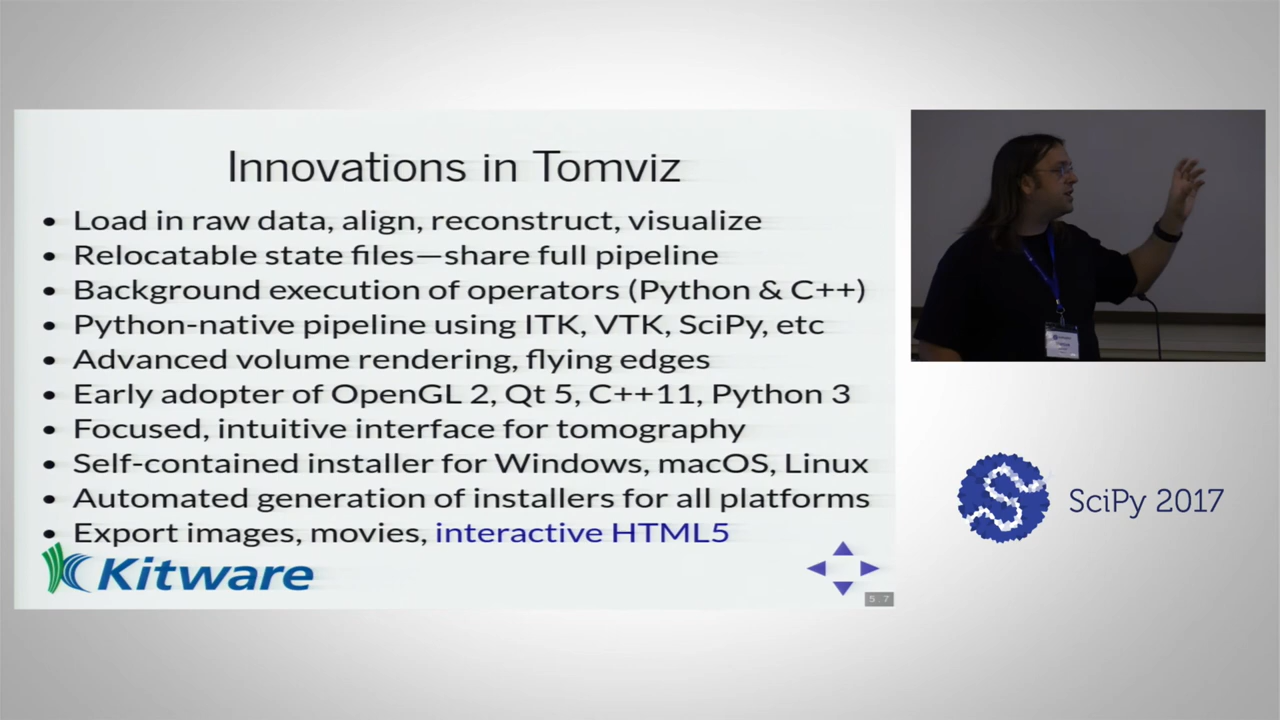 Innovations in Tomviz
• Load in raw data, align, reconstruct, visualize
• Relocatable state files—share full pipeline
• Background execution of operators (Python & C++)
• Python-native pipeline using ITK, VTK, SciPy, etc
• Advanced volume rendering, flying edges
• Early adopter of OpenGL 2, Qt 5, C++11, Python 3
• Focused, intuitive interface for tomography
• Self-contained installer for Windows, macOS, Linux
• Automated generation of installers for all platforms
• Export images, movies, interactive HTML5
Kitware
5.7
SciPy 2017